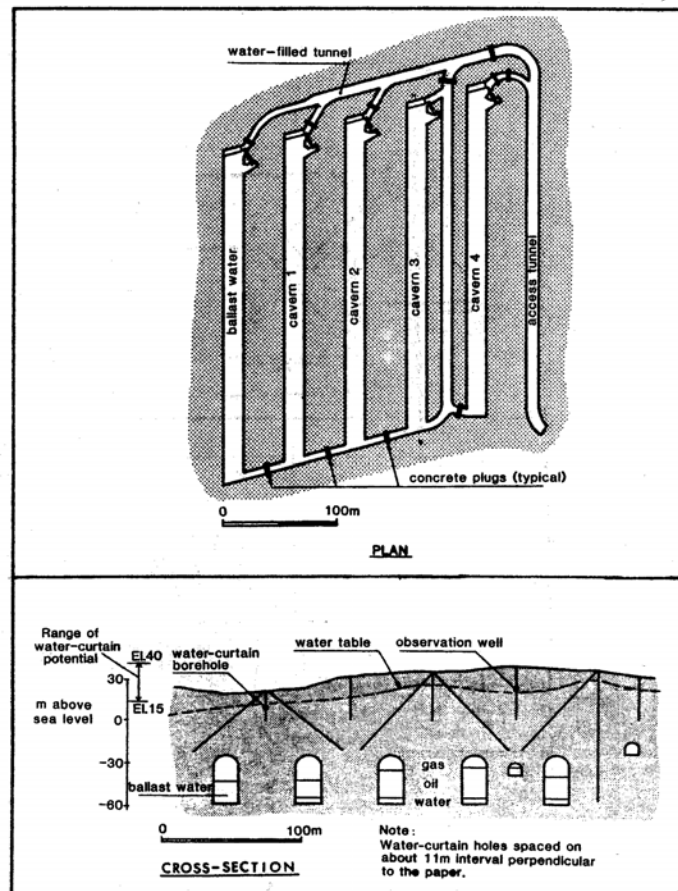 water-filled tunnel
ballast water
cavern 1
cavern 2
cavern 3
cavern 4
access tunnel
concrete plugs (typical)
0 100m
PLAN
Range of
water-curtain
potential
EL40
EL15
water-curtain
borehole
water table
observation well
30
m above
sea level
0
-30
-60
ballast water
gas
oil
water
0 100m
CROSS-SECTION
Note:
Water-curtain holes spaced on
about 11m interval perpendicular
to the paper.